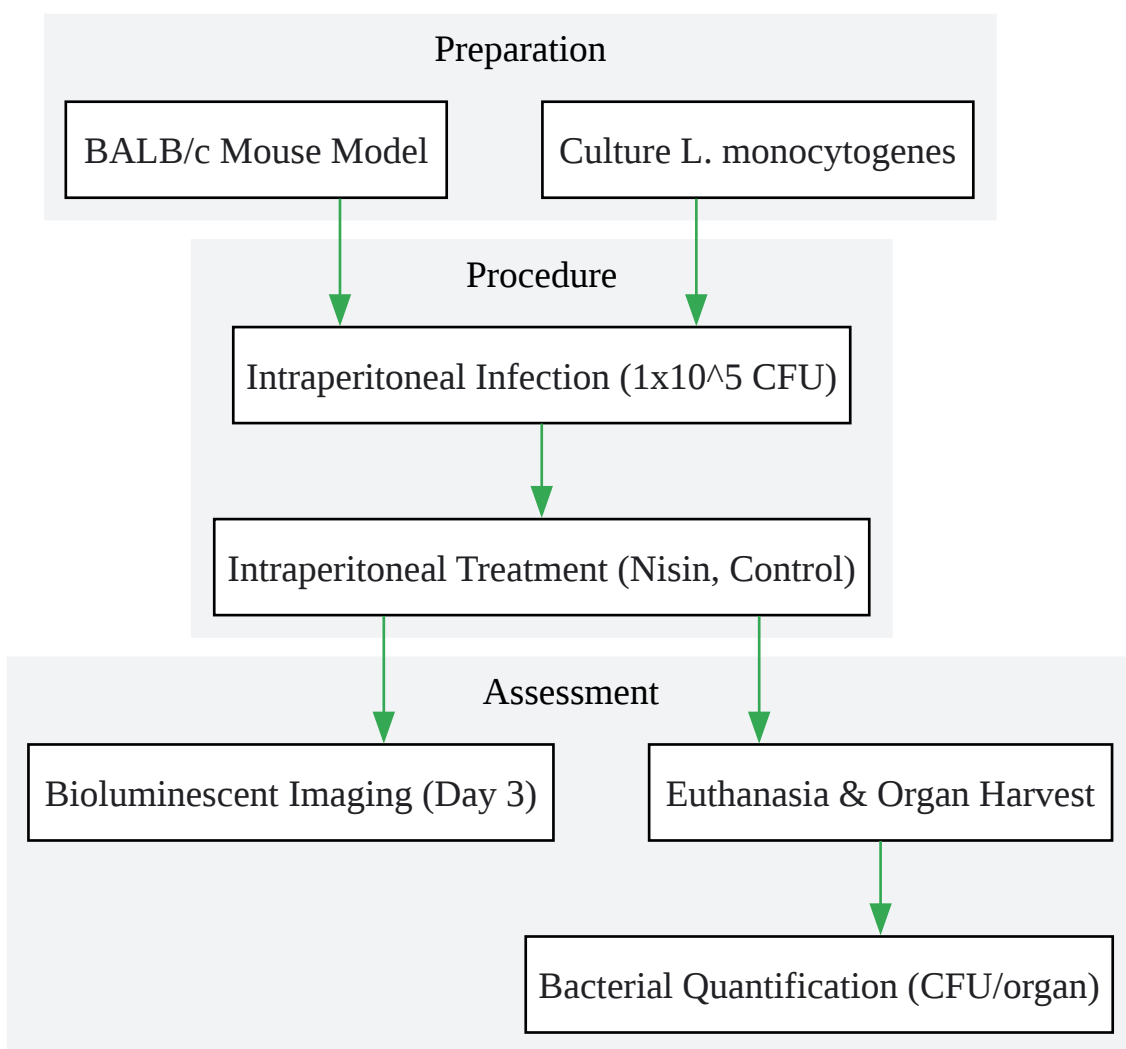 Preparation
BALB/c Mouse Model
Culture L. monocytogenes
Procedure
Intraperitoneal Infection (1x10^5 CFU)
Intraperitoneal Treatment (Nisin, Control)
Assessment
Bioluminescent Imaging (Day 3)
Euthanasia & Organ Harvest
Bacterial Quantification (CFU/organ)